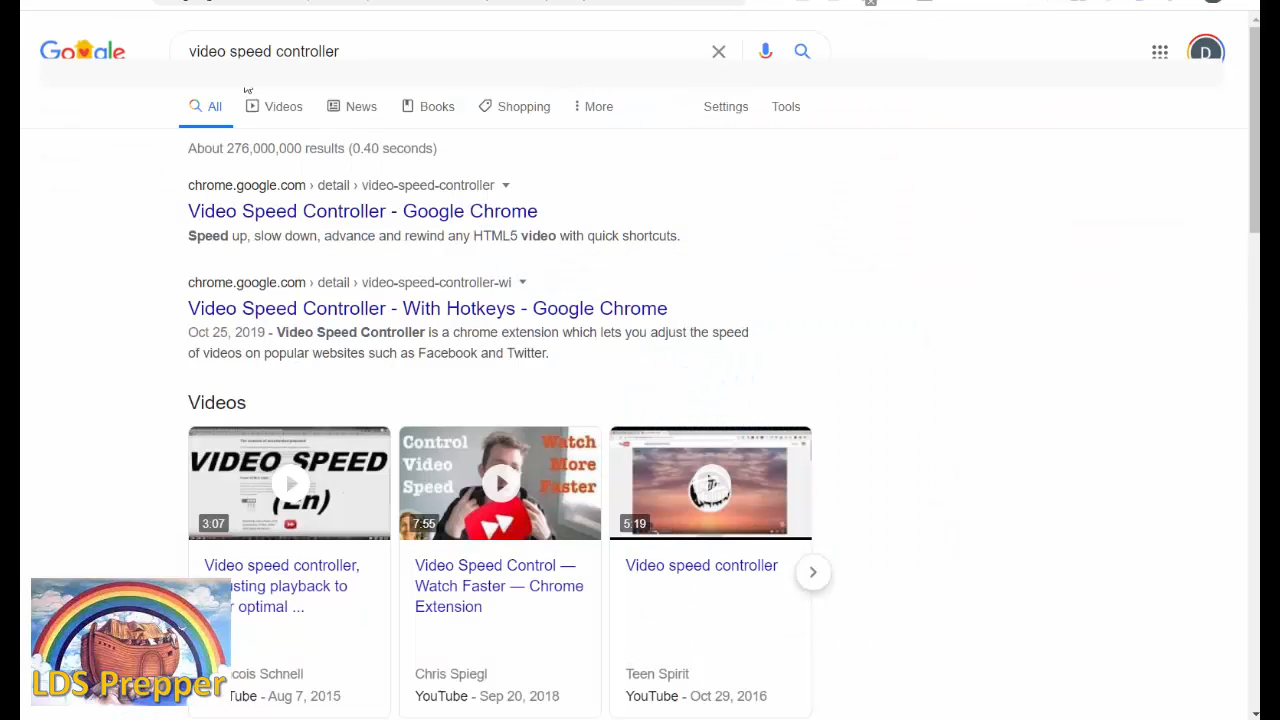 Google
video speed controller
D
All
Videos
News
Books
Shopping
More
Settings
Tools
About 276,000,000 results (0.40 seconds)
chrome.google.com › detail › video-speed-controller
Video Speed Controller - Google Chrome
Speed up, slow down, advance and rewind any HTML5 video with quick shortcuts.
chrome.google.com › detail › video-speed-controller-wi
Video Speed Controller - With Hotkeys - Google Chrome
Oct 25, 2019 - Video Speed Controller is a chrome extension which lets you adjust the speed
of videos on popular websites such as Facebook and Twitter.
Videos
VIDEO SPEED
(En)
3:07
Video speed controller,
usting playback to
r optimal ...
cois Schnell
Tube - Aug 7, 2015
Control
Video
Speed
Watch
More
Faster
7:55
Video Speed Control —
Watch Faster — Chrome
Extension
Chris Spiegl
YouTube - Sep 20, 2018
5:19
Video speed controller
Teen Spirit
YouTube - Oct 29, 2016
LDS Prepper